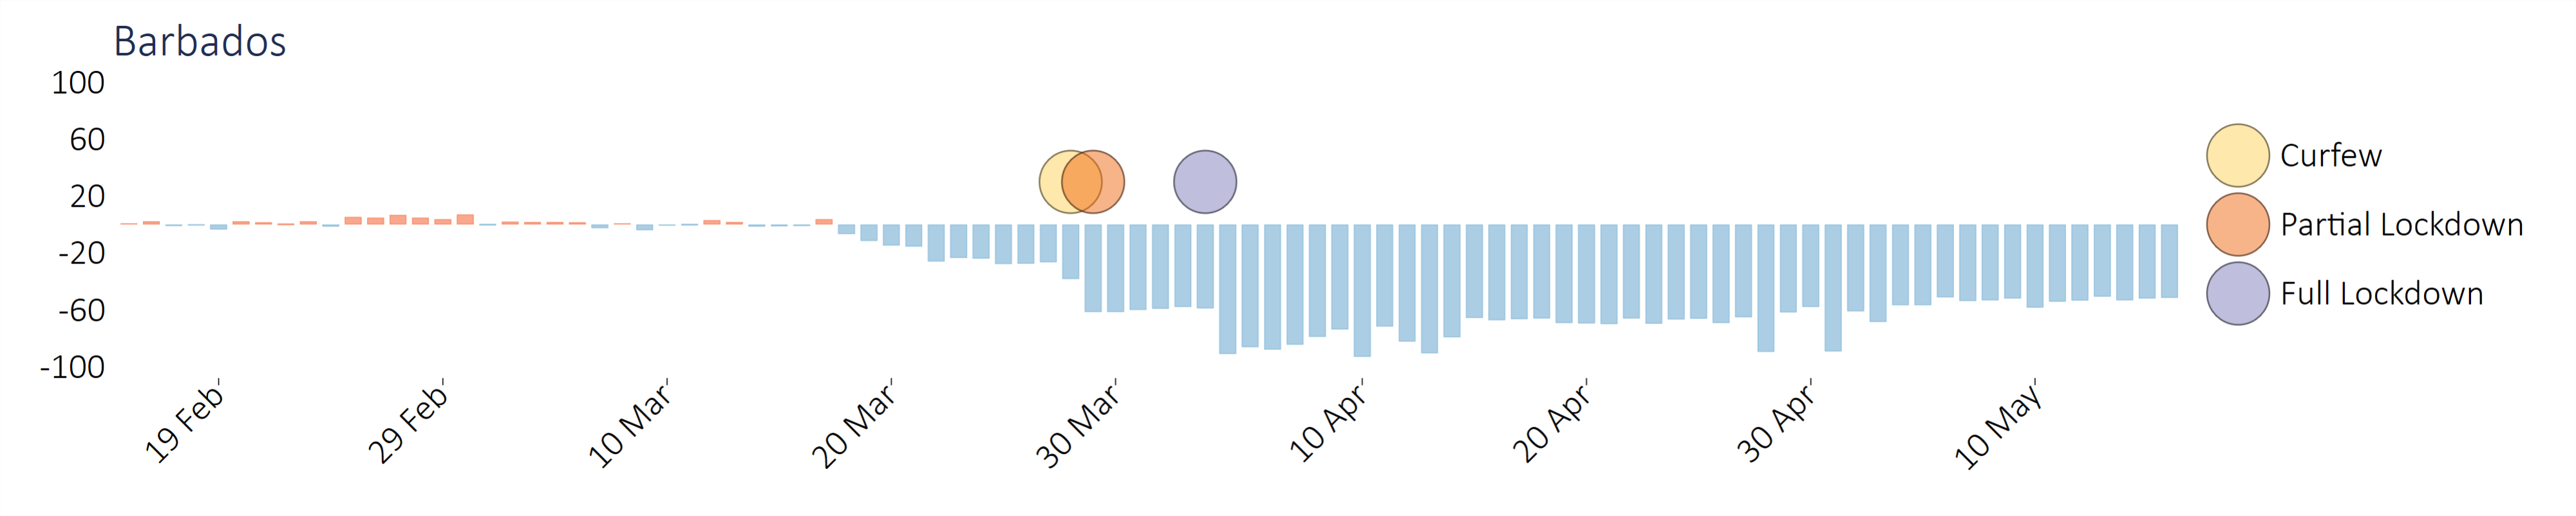 Barbados
100
60
20
-20
-60
-100
19 Feb
29 Feb
10 Mar
20 Mar
30 Mar
10 Apr
20 Apr
30 Apr
10 May
Curfew
Partial Lockdown
Full Lockdown